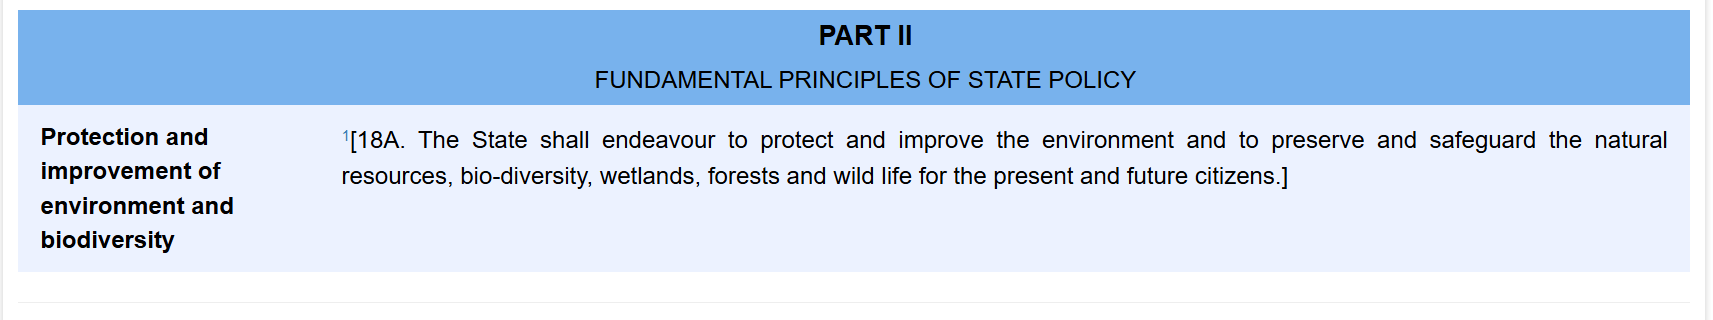 PART II
FUNDAMENTAL PRINCIPLES OF STATE POLICY
Protection and
improvement of
environment and
biodiversity
1[18A. The State shall endeavour to protect and improve the environment and to preserve and safeguard the natural
resources, bio-diversity, wetlands, forests and wild life for the present and future citizens.]